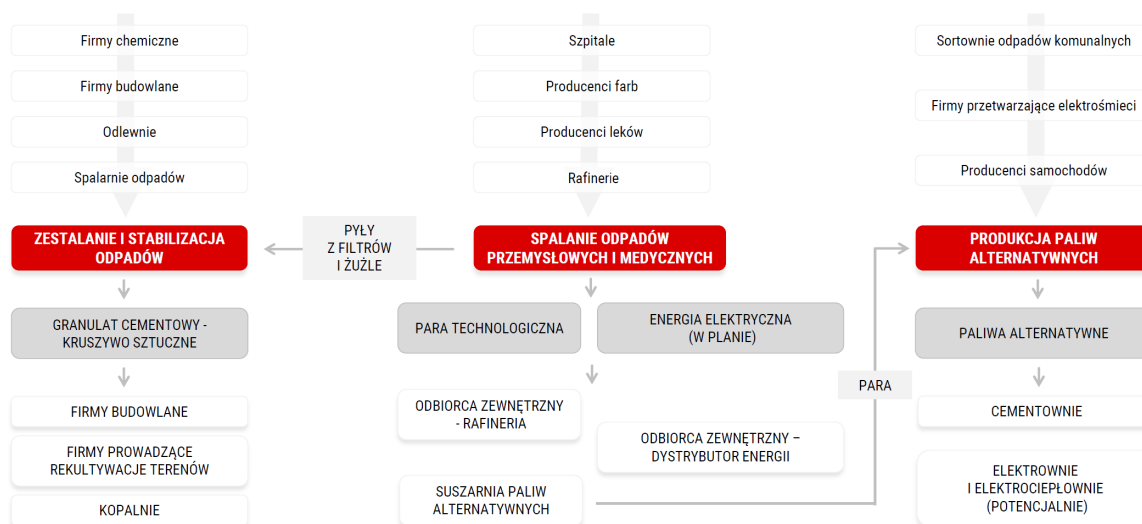 Firmy chemiczne
Firmy budowlane
Odlewnie
Spalarnie odpadów
ZESTALANIE I STABILIZACJA
ODPADÓW
GRANULAT CEMENTOWY -
KRUSZYWO SZTUCZNE
FIRMY BUDOWLANE
FIRMY PROWADZĄCE
REKULTYWACJE TERENÓW
KOPALNIE
PYŁY
Z FILTRÓW
I ŻUŻLE
Szpitale
Producenci farb
Producenci leków
Rafinerie
SPALANIE ODPADÓW
PRZEMYSŁOWYCH I MEDYCZNYCH
PARA TECHNOLOGICZNA
ENERGIA ELEKTRYCZNA
(W PLANIE)
ODBIORCA ZEWNĘTRZNY
- RAFINERIA
ODBIORCA ZEWNĘTRZNY –
DYSTRYBUTOR ENERGII
SUSZARNIA PALIW
ALTERNATYWNYCH
PARA
Sortownie odpadów komunalnych
Firmy przetwarzające elektrośmieci
Producenci samochodów
PRODUKCJA PALIW
ALTERNATYWNYCH
PALIWA ALTERNATYWNE
CEMENTOWNIE
ELEKTROWNIE
I ELEKTROCIEPŁOWNIE
(POTENCJALNIE)